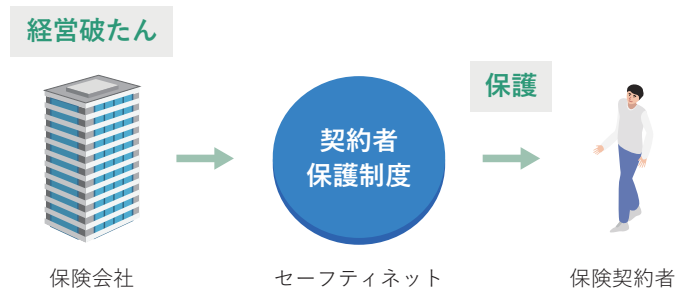 経営破たん
保護
契約者
保護制度
保険会社
セーフティネット
保険契約者